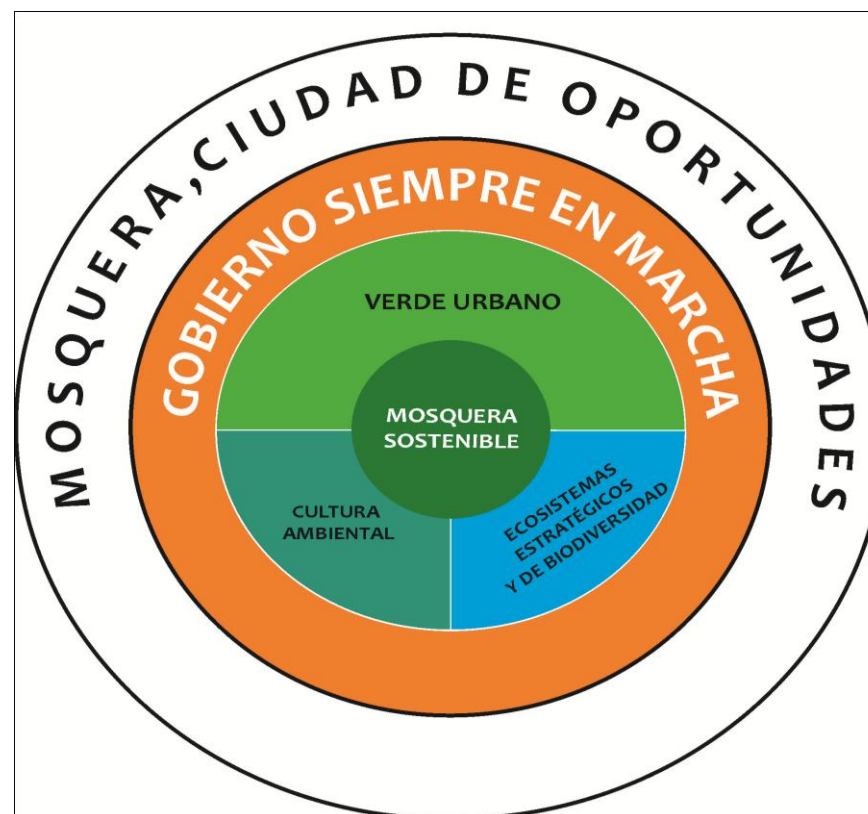 MOSQUERA,CIUDAD DE OPORTUNIDADES
GOBIERNO SIEMPRE EN MARCHA
VERDE URBANO
MOSQUERA
SOSTENIBLE
CULTURA
AMBIENTAL
ECOSISTEMAS
ESTRATÉGICOS
Y DE BIODIVERSIDAD